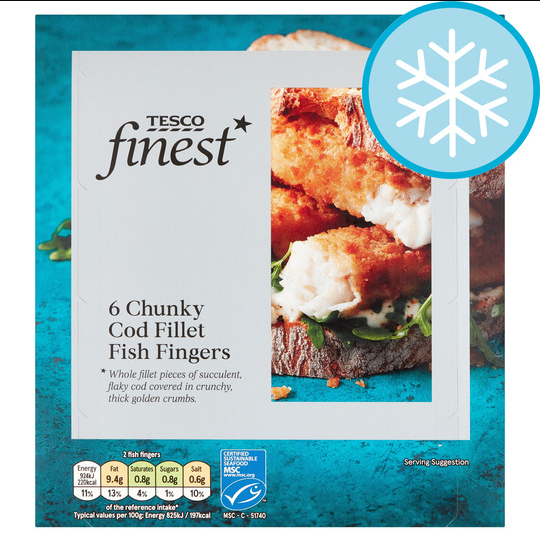 TESCO
finest*
6 Chunky
Cod Fillet
Fish Fingers
*Whole fillet pieces of succulent,
flaky cod covered in crunchy,
thick golden crumbs.
2 fish fingers
Energy 924kJ 220kcal 11%
Fat 9.4g 13%
Saturates 0.8g 4%
Sugars 0.8g 1%
Salt 0.6g 10%
of the reference intake*
Typical values per 100g: Energy 825kJ / 197kcal
CERTIFIED
SUSTAINABLE
SEAFOOD
MSC
www.msc.org
MSC - C - 51740
Serving Suggestion